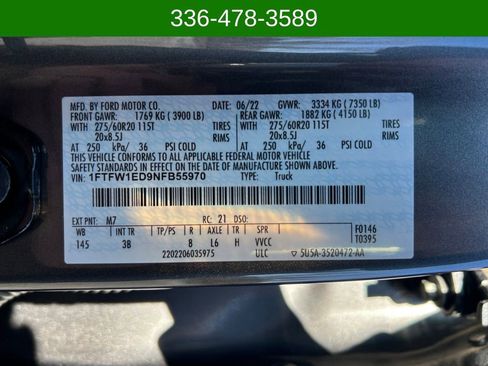 336-478-3589
MFD. BY FORD MOTOR CO. DATE: 06/22 GVWR: 3334 KG ( 7350 LB)
FRONT GAWR: 1769 KG ( 3900 LB) REAR GAWR: 1882 KG ( 4150 LB)
WITH 275/60R20 115T TIRES WITH 275/60R20 115T TIRES
20x8.5J RIMS 20x8.5J RIMS
AT 250 kPa/ 36 PSI COLD AT 250 kPa/ 36 PSI COLD
THIS VEHICLE CONFORMS TO ALL APPLICABLE FEDERAL MOTOR VEHICLE
SAFETY STANDARDS IN EFFECT ON THE DATE OF MANUFACTURE SHOWN ABOVE.
VIN: 1FTFW1ED9NFB55970 TYPE: Truck
EXT PNT: M7 RC: 21 DSO: F0146
WB INT TR TP/PS R AXLE TR SPR T0395
145 3B 8 L6 H VVCC
2202206035975 ULC 5U5A-3520472-AA